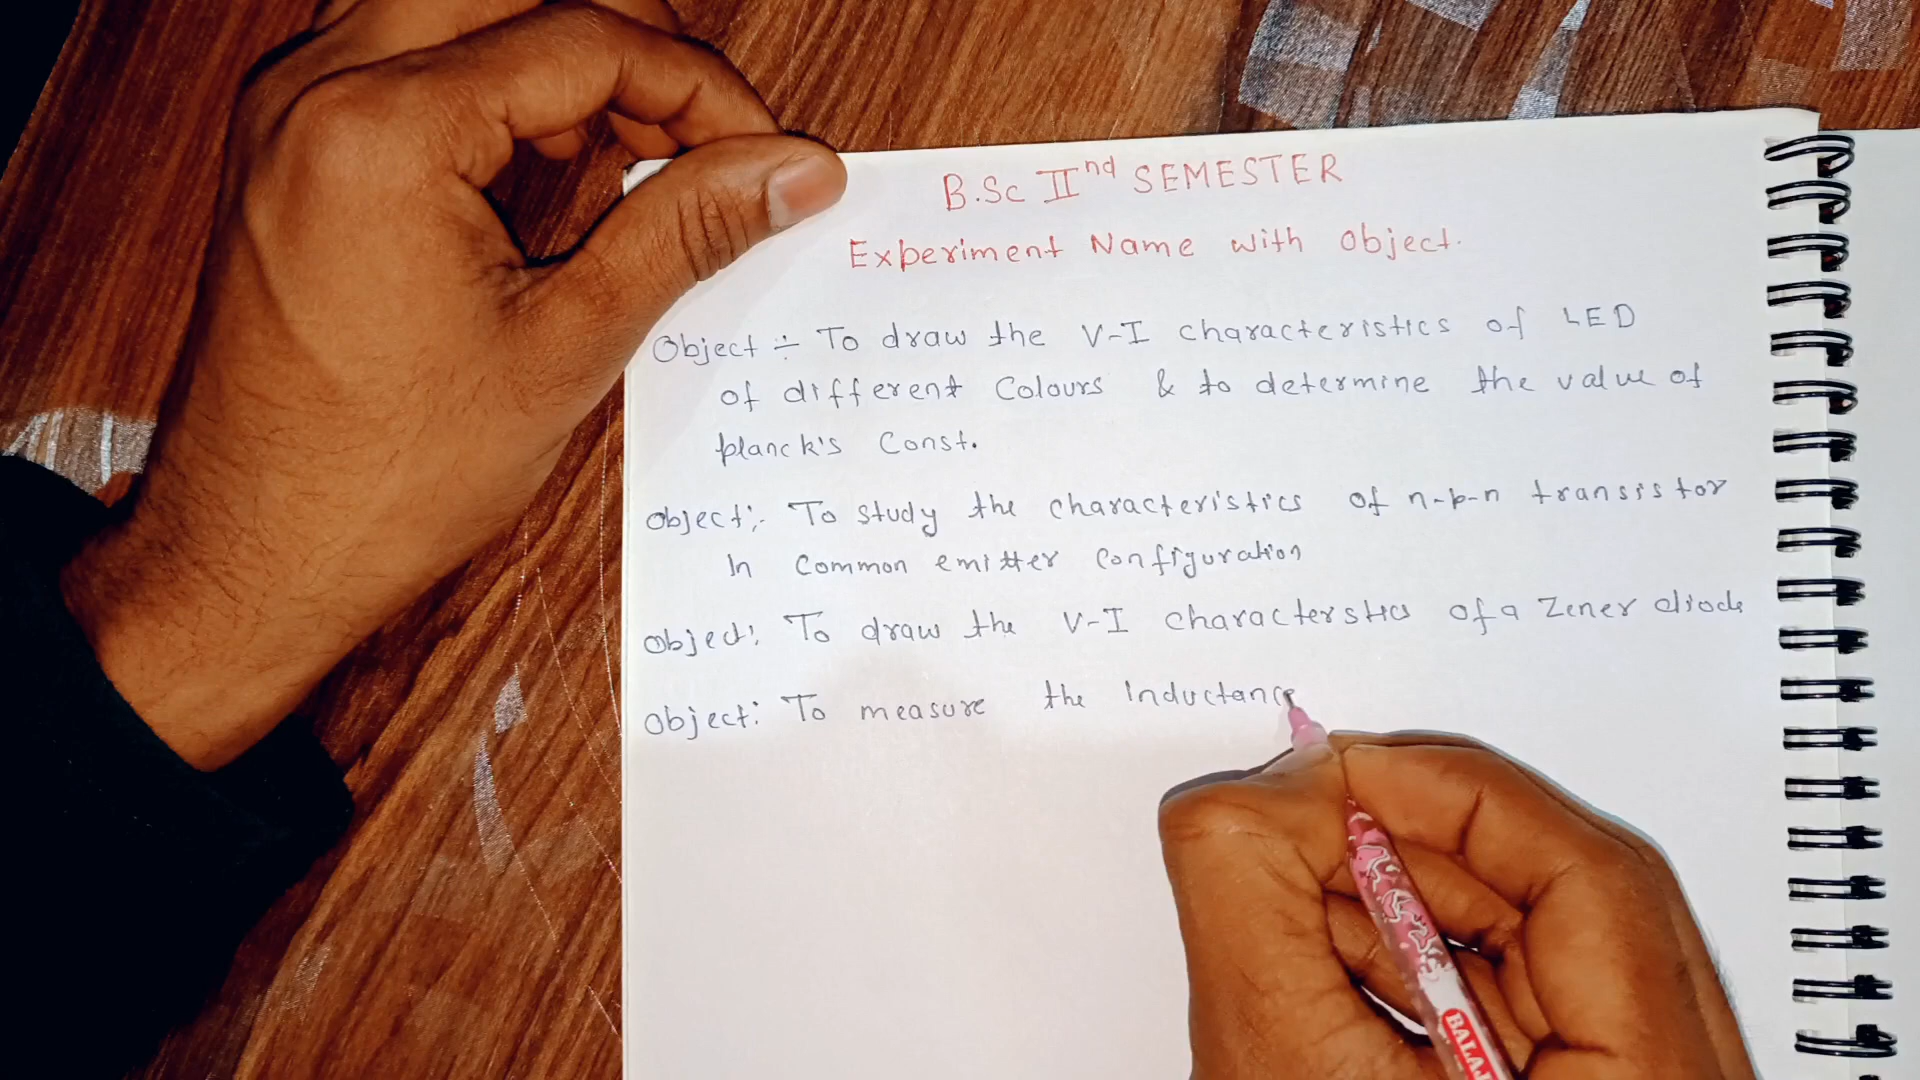 B.Sc IInd SEMESTER
Experiment Name with Object.
Object ÷ To draw the V-I characteristics of LED
of different Colours & to determine the value of
planck's Const.
Object:- To study the characteristics of n-p-n transistor
In Common emitter Configuration
Object: To draw the V-I characterstics of a Zener diode
Object: To measure the Inductance
BALAJ